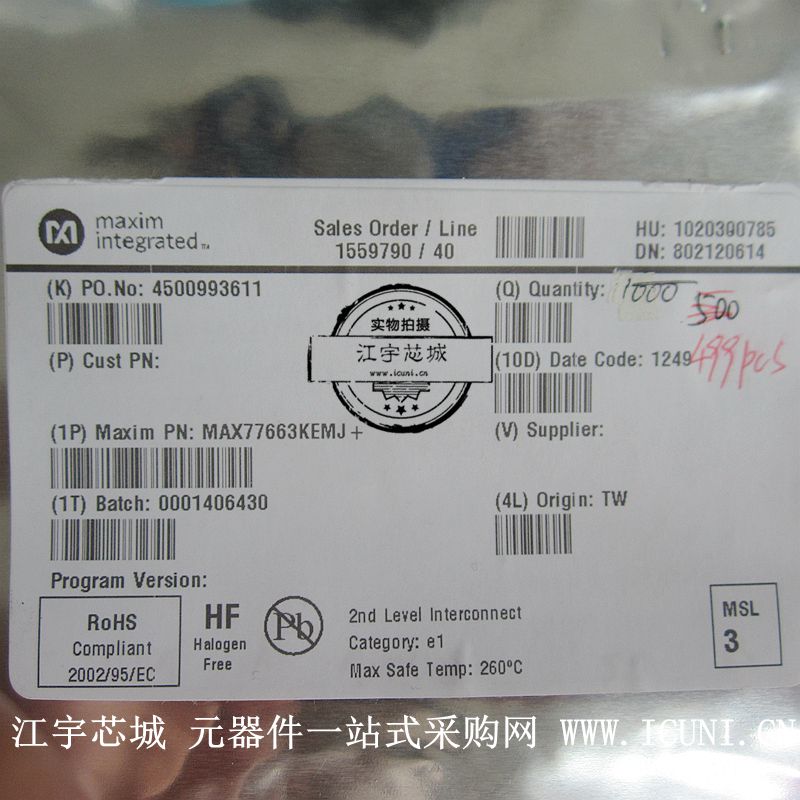 maxim integrated™
Sales Order / Line
1559790 / 40
HU: 1020390785
DN: 802120614
(K) PO.No: 4500993611
(Q) Quantity: 1000
500
499pcs
(P) Cust PN:
实物拍摄
江宇芯城
www.icuni.cn
(10D) Date Code: 1249
(1P) Maxim PN: MAX77663KEMJ+
(V) Supplier:
(1T) Batch: 0001406430
(4L) Origin: TW
Program Version:
RoHS
Compliant
2002/95/EC
HF
Halogen
Free
Pb
2nd Level Interconnect
Category: e1
Max Safe Temp: 260ºC
MSL
3
江宇芯城 元器件一站式采购网 WWW.ICUNI.CN